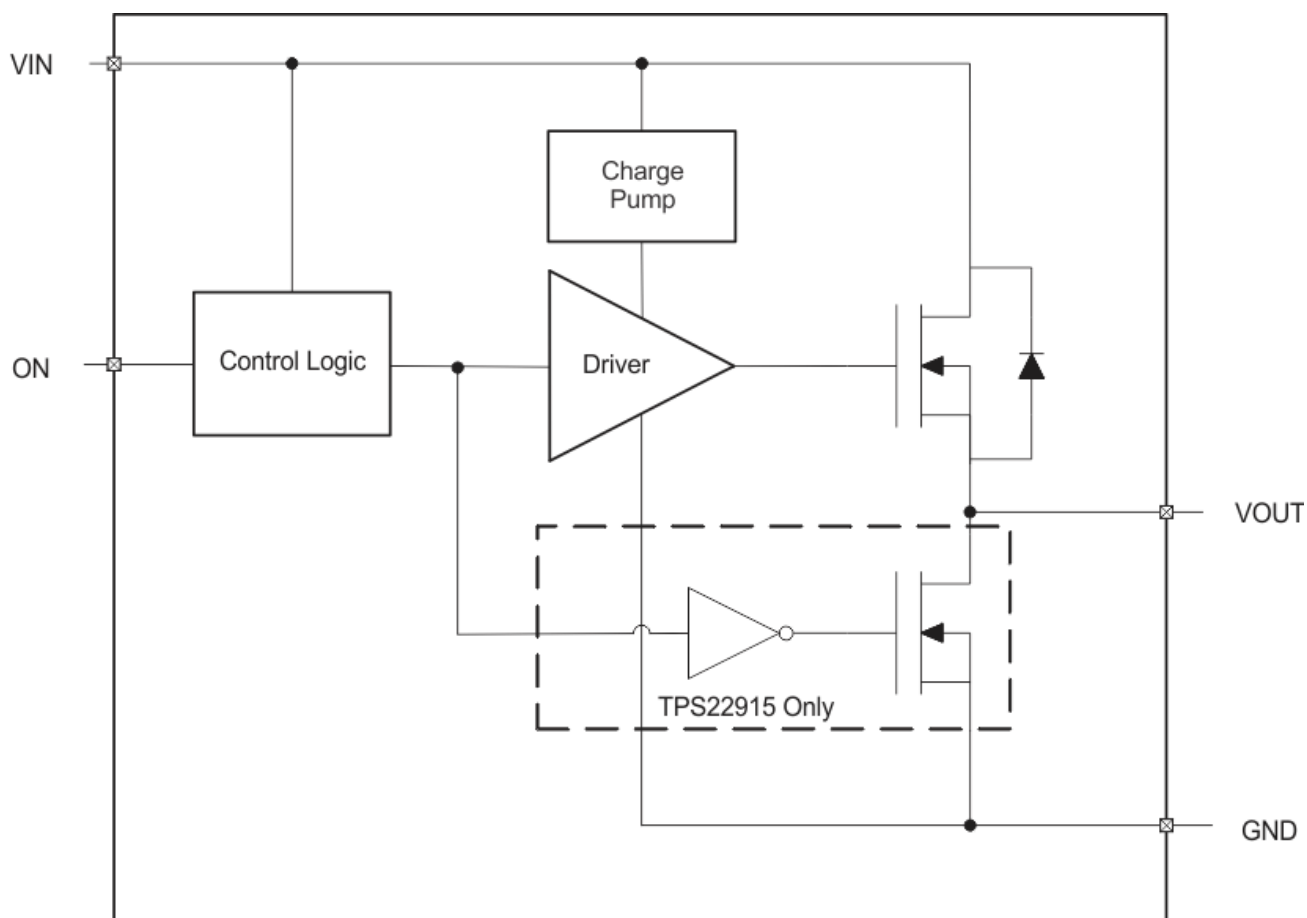 VIN
Charge
Pump
ON
Control Logic
Driver
VOUT
TPS22915 Only
GND